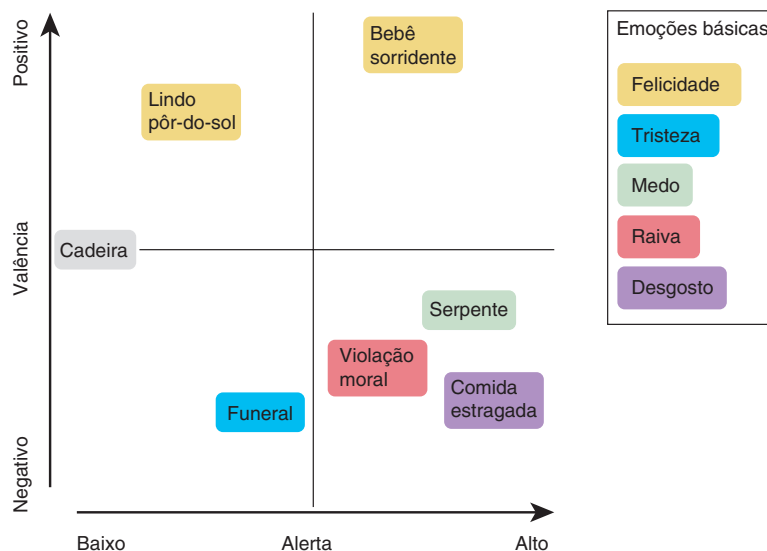 Positivo
Valência
Negativo
Bebê
sorridente
Lindo
pôr-do-sol
Cadeira
Serpente
Violação
moral
Comida
estragada
Funeral
Baixo
Alerta
Alto
Emoções básicas
Felicidade
Tristeza
Medo
Raiva
Desgosto